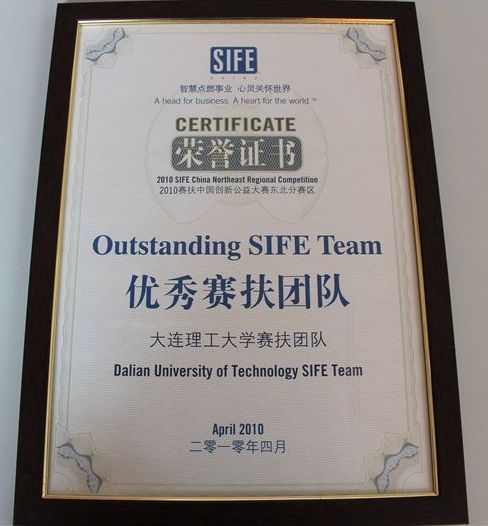 SIFE
CHINA
智慧点燃事业 心灵关怀世界
A head for business. A heart for the world.™
CERTIFICATE
荣誉证书
2010 SIFE China Northeast Regional Competition
2010赛扶中国创新公益大赛东北分赛区
Outstanding SIFE Team
优秀赛扶团队
大连理工大学赛扶团队
Dalian University of Technology SIFE Team
April 2010
二零一零年四月